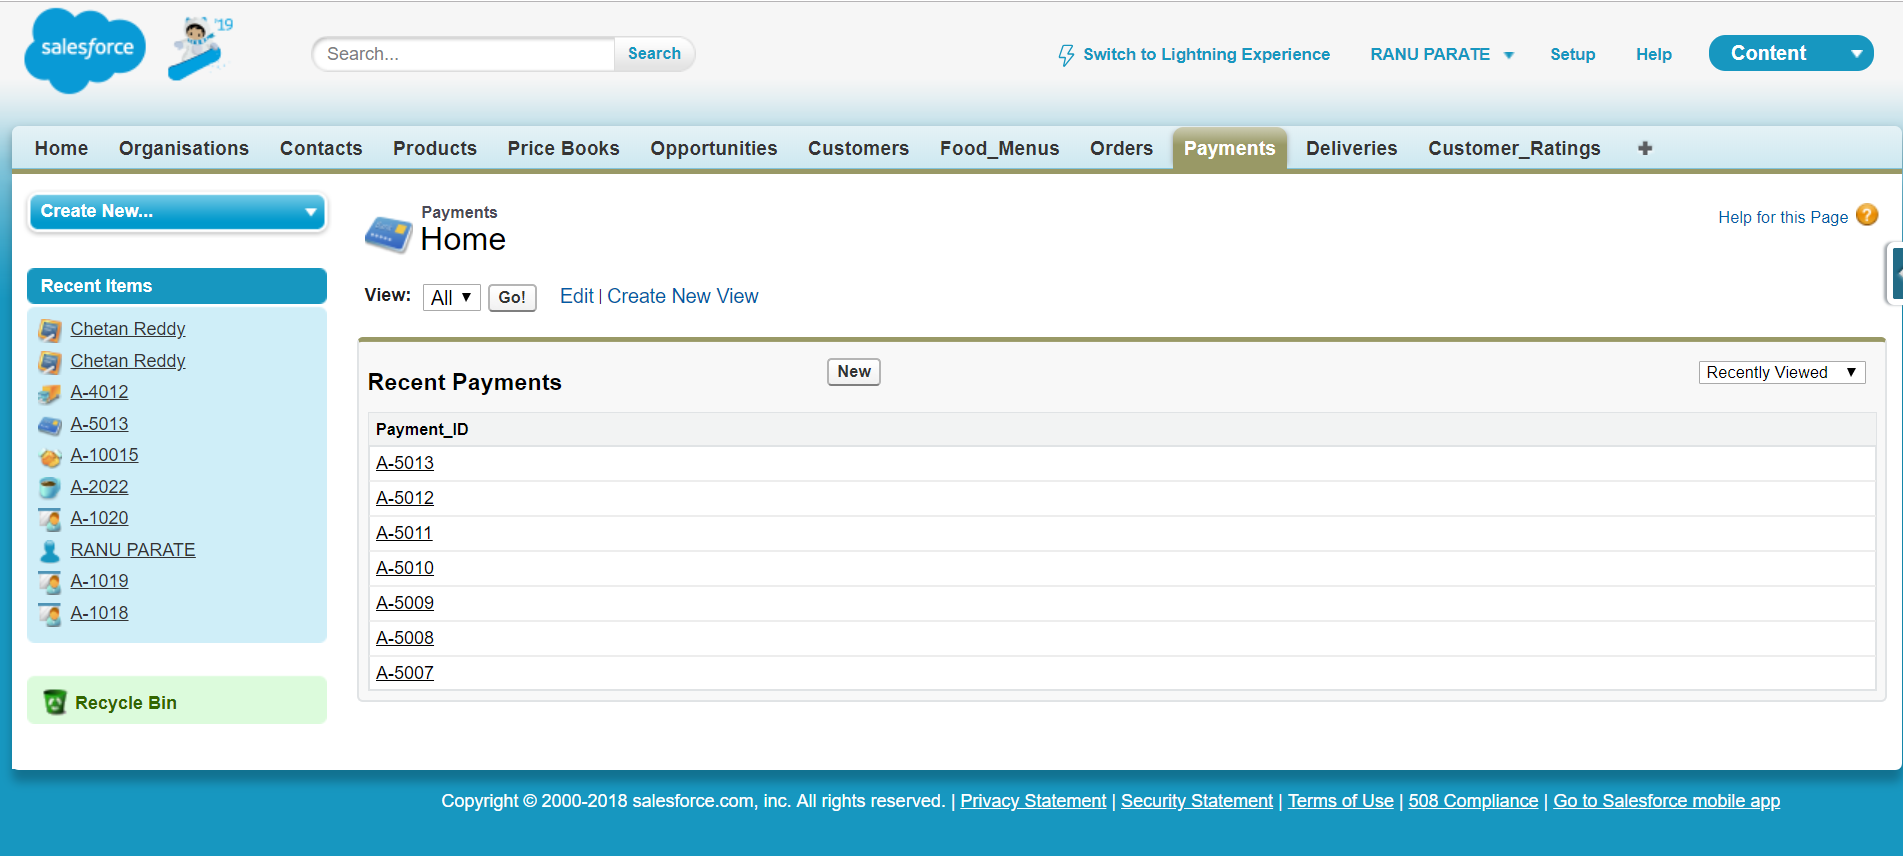 salesforce '19 Search... Search Switch to Lightning Experience RANU PARATE Setup Help Content
Home Organisations Contacts Products Price Books Opportunities Customers Food_Menus Orders Payments Deliveries Customer_Ratings +
Create New...
Recent Items
Chetan Reddy
Chetan Reddy
A-4012
A-5013
A-10015
A-2022
A-1020
RANU PARATE
A-1019
A-1018
Recycle Bin
Payments
Home
Help for this Page ?
View: All Go! Edit | Create New View
Recent Payments New Recently Viewed
Payment_ID
A-5013
A-5012
A-5011
A-5010
A-5009
A-5008
A-5007
Copyright © 2000-2018 salesforce.com, inc. All rights reserved. | Privacy Statement | Security Statement | Terms of Use | 508 Compliance | Go to Salesforce mobile app